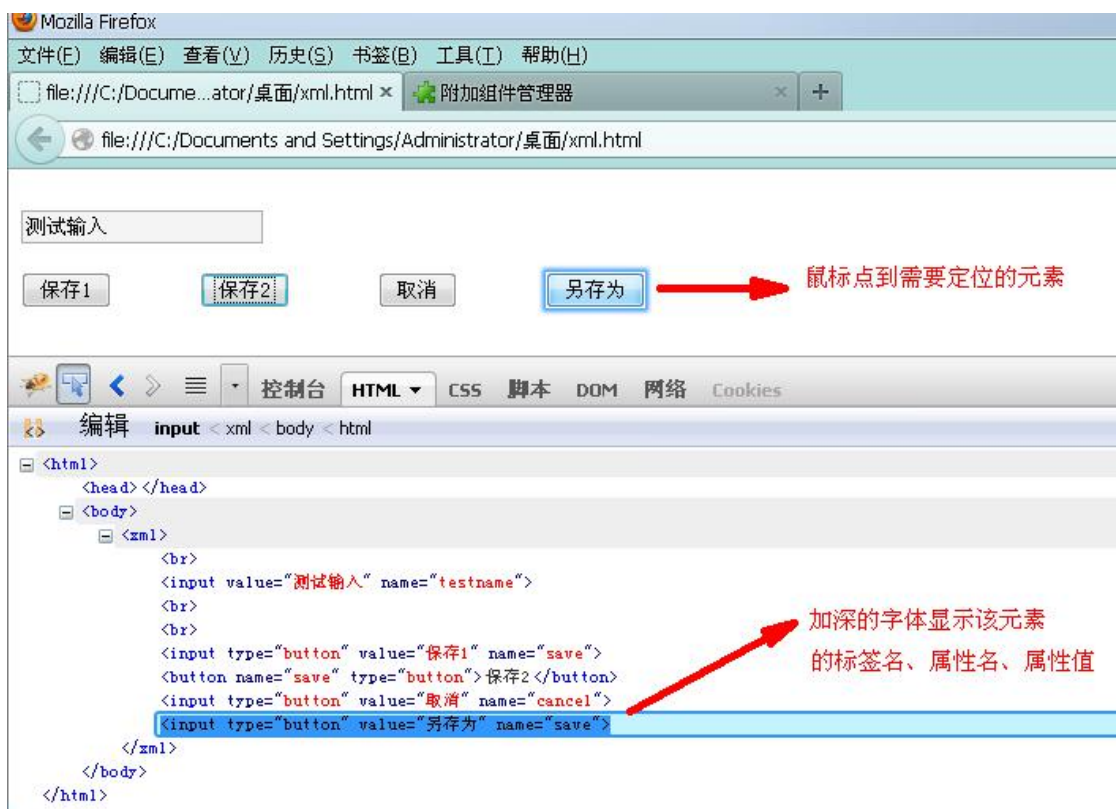 Mozilla Firefox
文件(F) 编辑(E) 查看(V) 历史(S) 书签(B) 工具(T) 帮助(H)
file:///C:/Docume...ator/桌面/xml.html × 附加组件管理器 × +
file:///C:/Documents and Settings/Administrator/桌面/xml.html
测试输入
保存1 保存2 取消 另存为
鼠标点到需要定位的元素
控制台 HTML CSS 脚本 DOM 网络 Cookies
编辑 input < xml < body < html
<html>
<head></head>
<body>
<xml>
<br>
<input value="测试输入" name="testname">
<br>
<br>
<input type="button" value="保存1" name="save">
<button name="save" type="button">保存2</button>
<input type="button" value="取消" name="cancel">
<input type="button" value="另存为" name="save">
</xml>
</body>
</html>
加深的字体显示该元素
的标签名、属性名、属性值